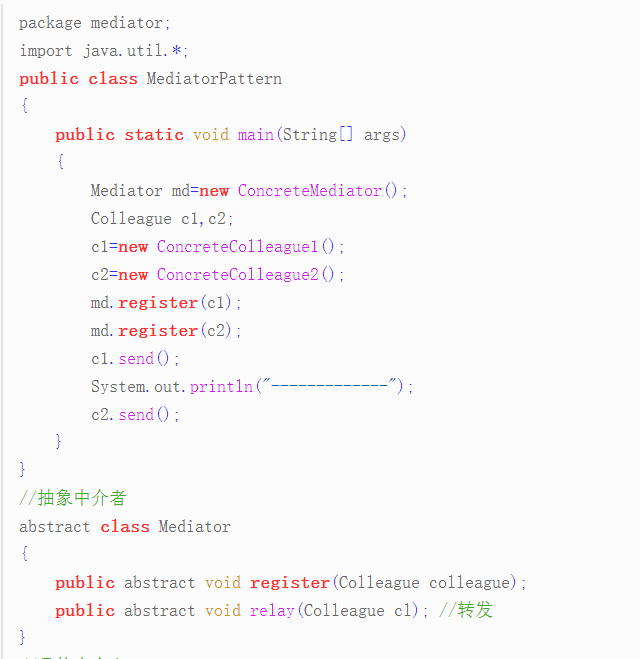 package mediator;
import java.util.*;
public class MediatorPattern
{
    public static void main(String[] args)
    {
        Mediator md=new ConcreteMediator();
        Colleague c1,c2;
        c1=new ConcreteColleague1();
        c2=new ConcreteColleague2();
        md.register(c1);
        md.register(c2);
        c1.send();
        System.out.println("-------------");
        c2.send();
    }
}
//抽象中介者
abstract class Mediator
{
    public abstract void register(Colleague colleague);
    public abstract void relay(Colleague cl); //转发
}